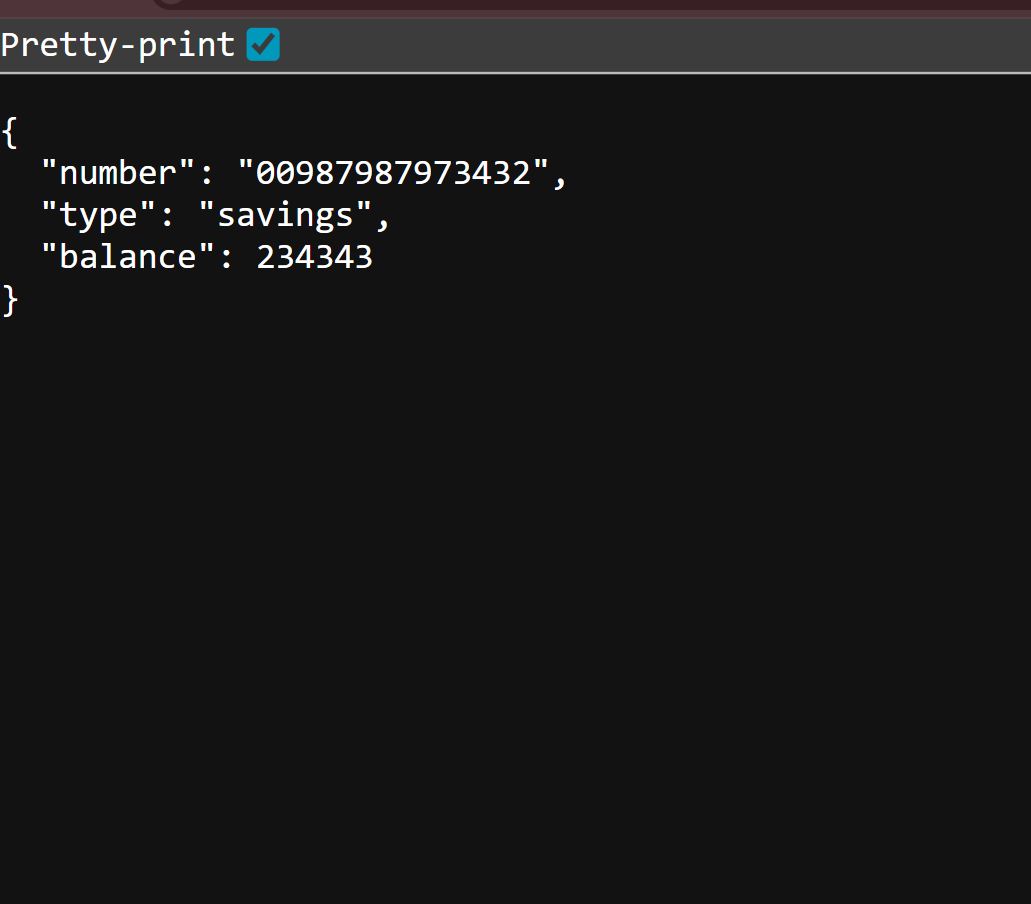 Pretty-print
{
  "number": "00987987973432",
  "type": "savings",
  "balance": 234343
}